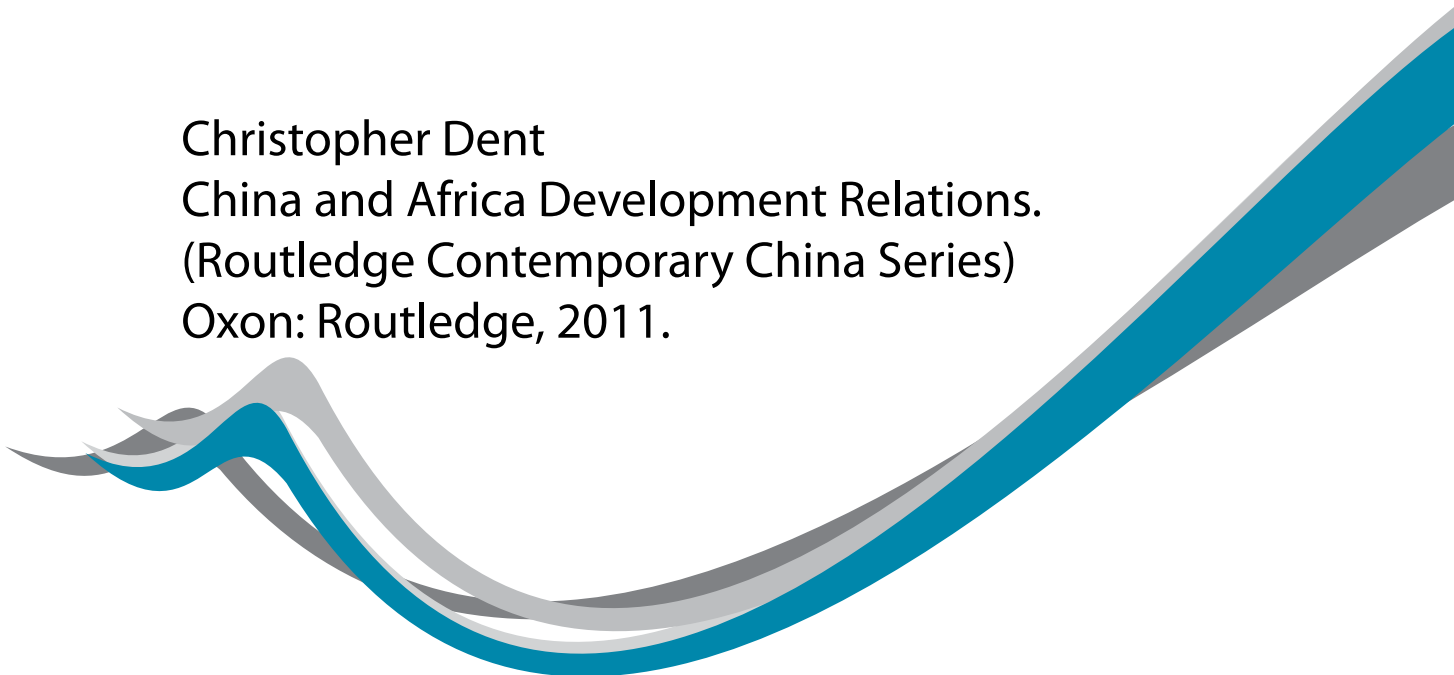 Christopher Dent
China and Africa Development Relations.
(Routledge Contemporary China Series)
Oxon: Routledge, 2011.